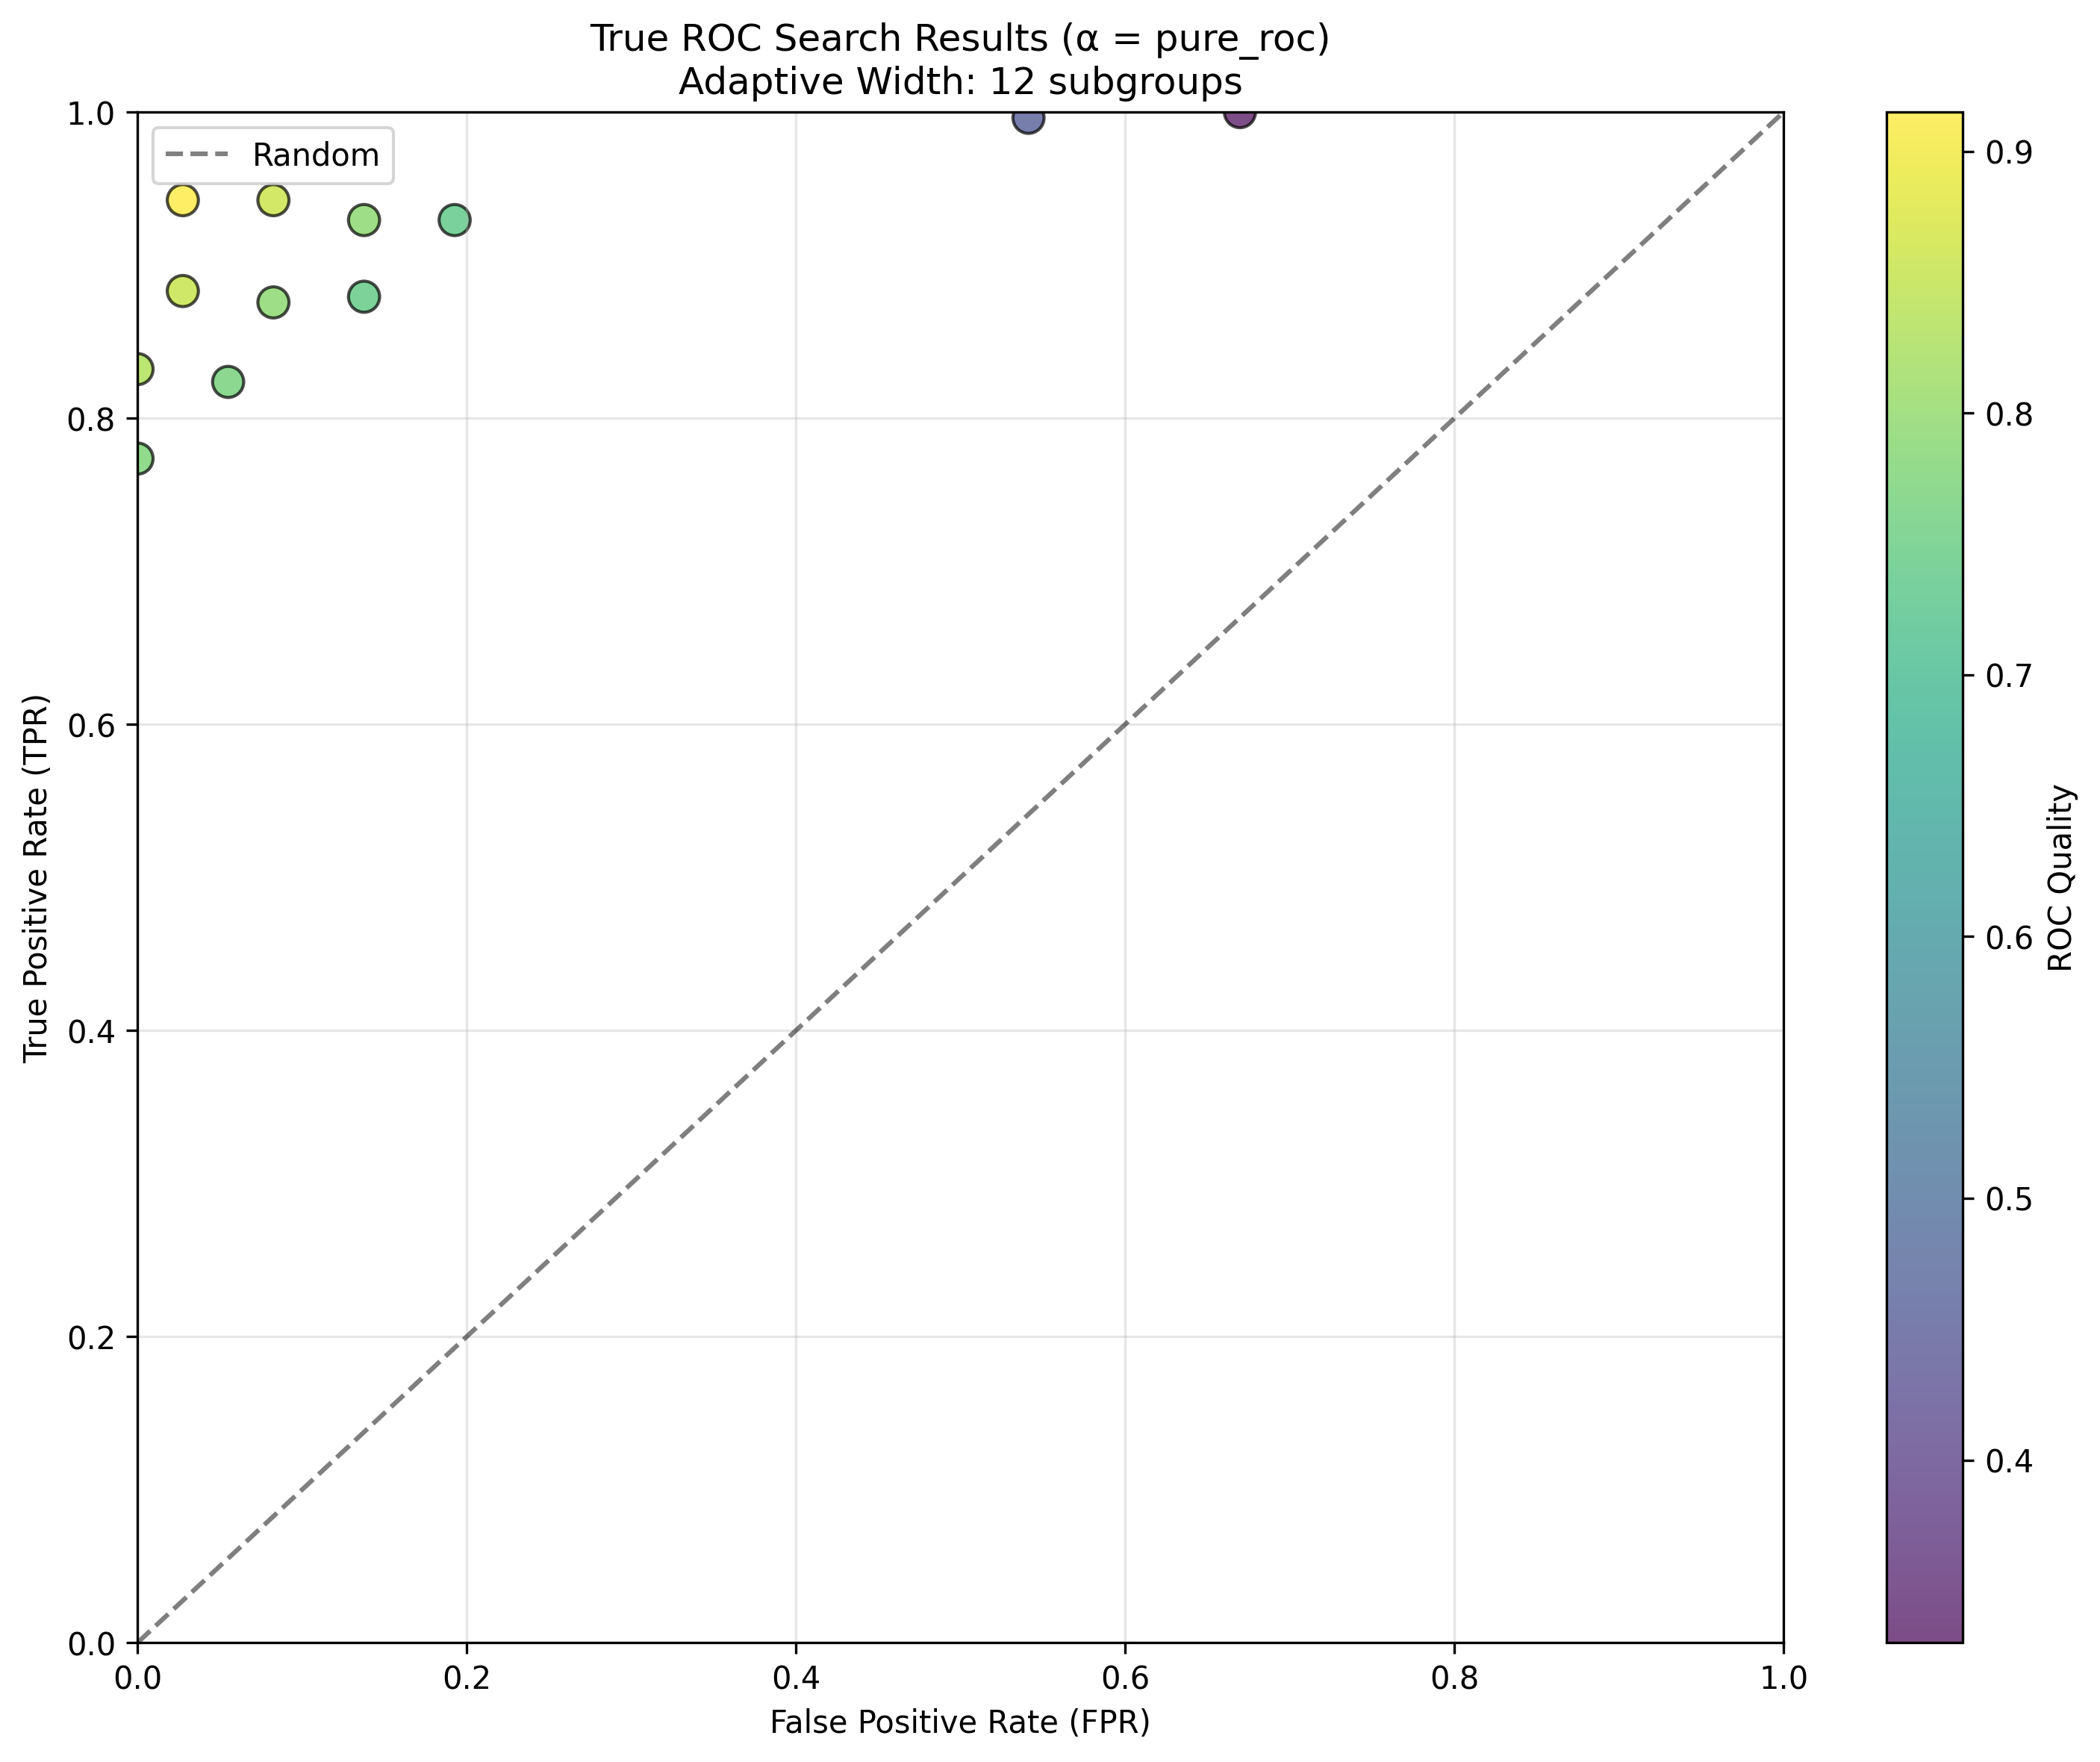 True ROC Search Results (α = pure_roc)
Adaptive Width: 12 subgroups
Random
True Positive Rate (TPR)
1.0
0.8
0.6
0.4
0.2
0.0
0.0 0.2 0.4 0.6 0.8 1.0
False Positive Rate (FPR)
0.9
0.8
0.7
0.6
0.5
0.4
ROC Quality